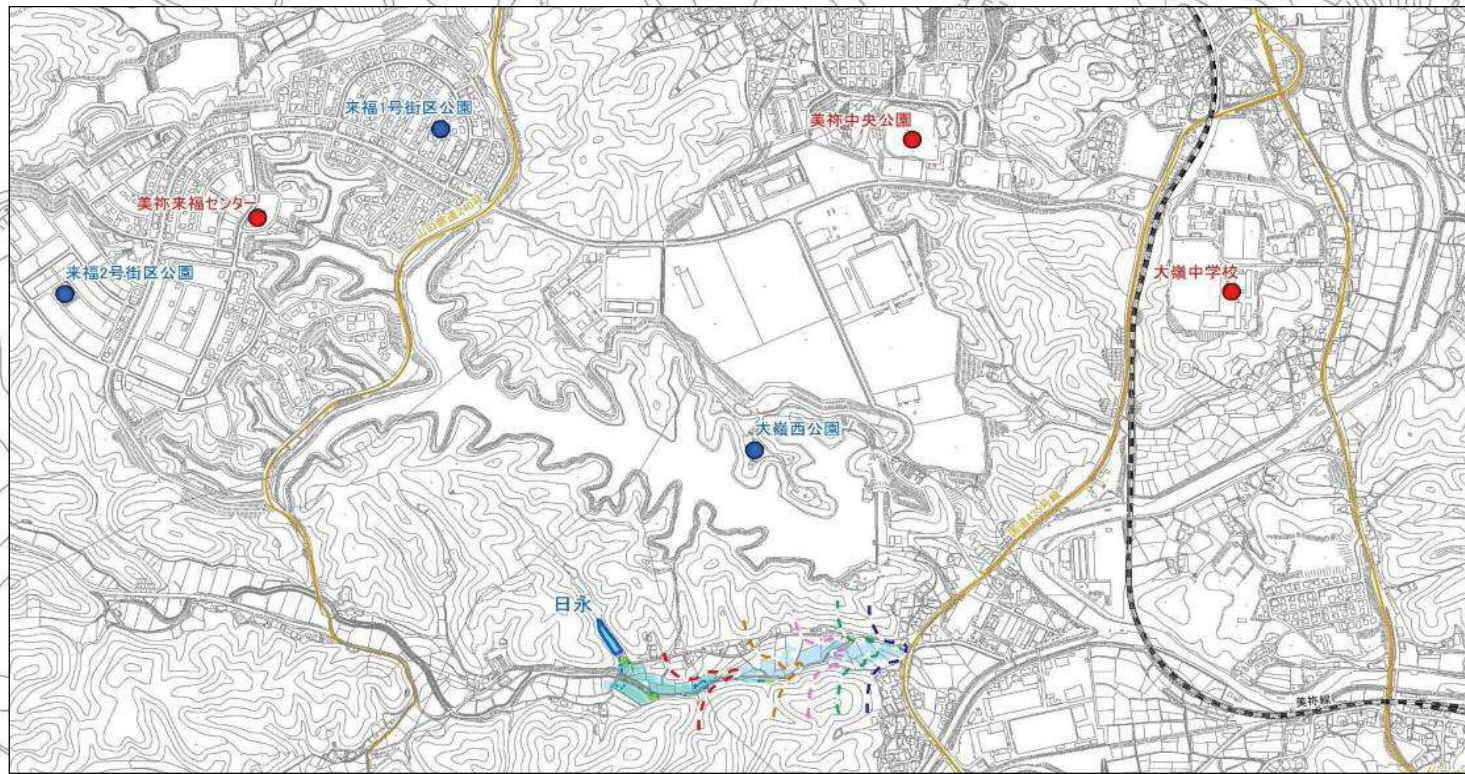 来福1号街区公園
美祢中央公園
美祢来福センター
来福2号街区公園
大嶺中学校
大嶺西公園
日永
美祢線